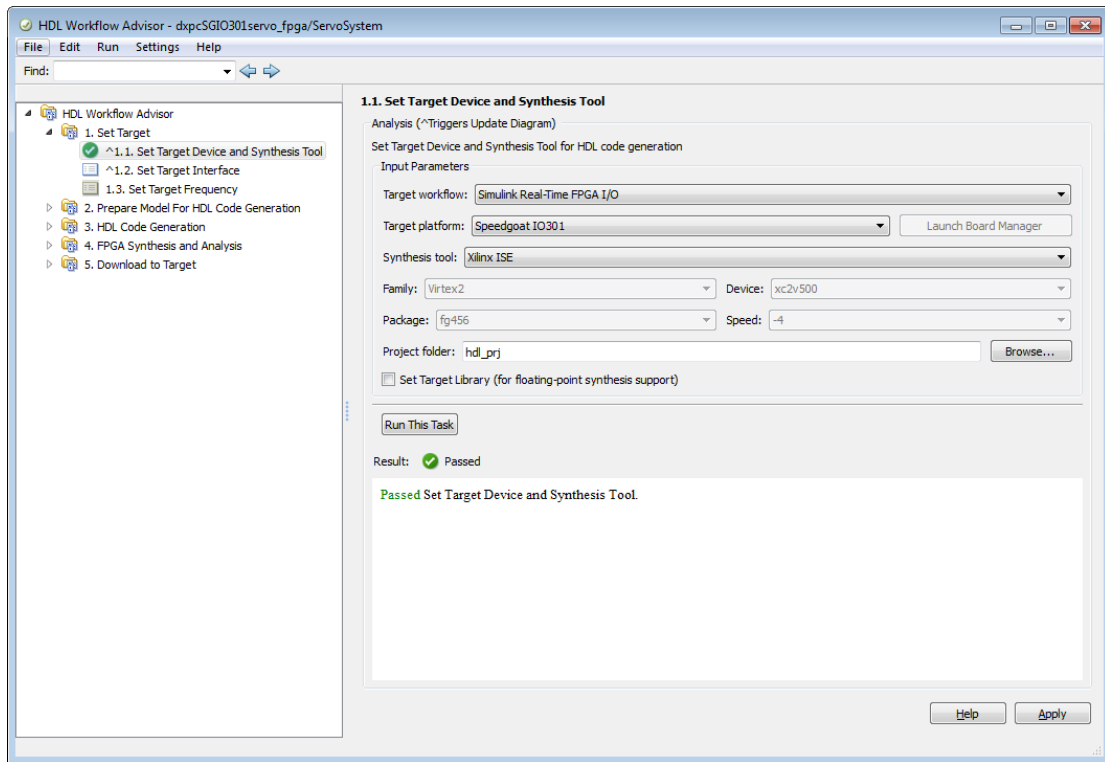 HDL Workflow Advisor - dxpcSGIO301servo_fpga/ServoSystem
File Edit Run Settings Help
Find:
HDL Workflow Advisor
1. Set Target
^1.1. Set Target Device and Synthesis Tool
^1.2. Set Target Interface
1.3. Set Target Frequency
2. Prepare Model For HDL Code Generation
3. HDL Code Generation
4. FPGA Synthesis and Analysis
5. Download to Target
1.1. Set Target Device and Synthesis Tool
Analysis (^Triggers Update Diagram)
Set Target Device and Synthesis Tool for HDL code generation
Input Parameters
Target workflow: Simulink Real-Time FPGA I/O
Target platform: Speedgoat IO301 Launch Board Manager
Synthesis tool: Xilinx ISE
Family: Virtex2 Device: xc2v500
Package: fg456 Speed: -4
Project folder: hdl_prj Browse...
Set Target Library (for floating-point synthesis support)
Run This Task
Result: Passed
Passed Set Target Device and Synthesis Tool.
Help Apply